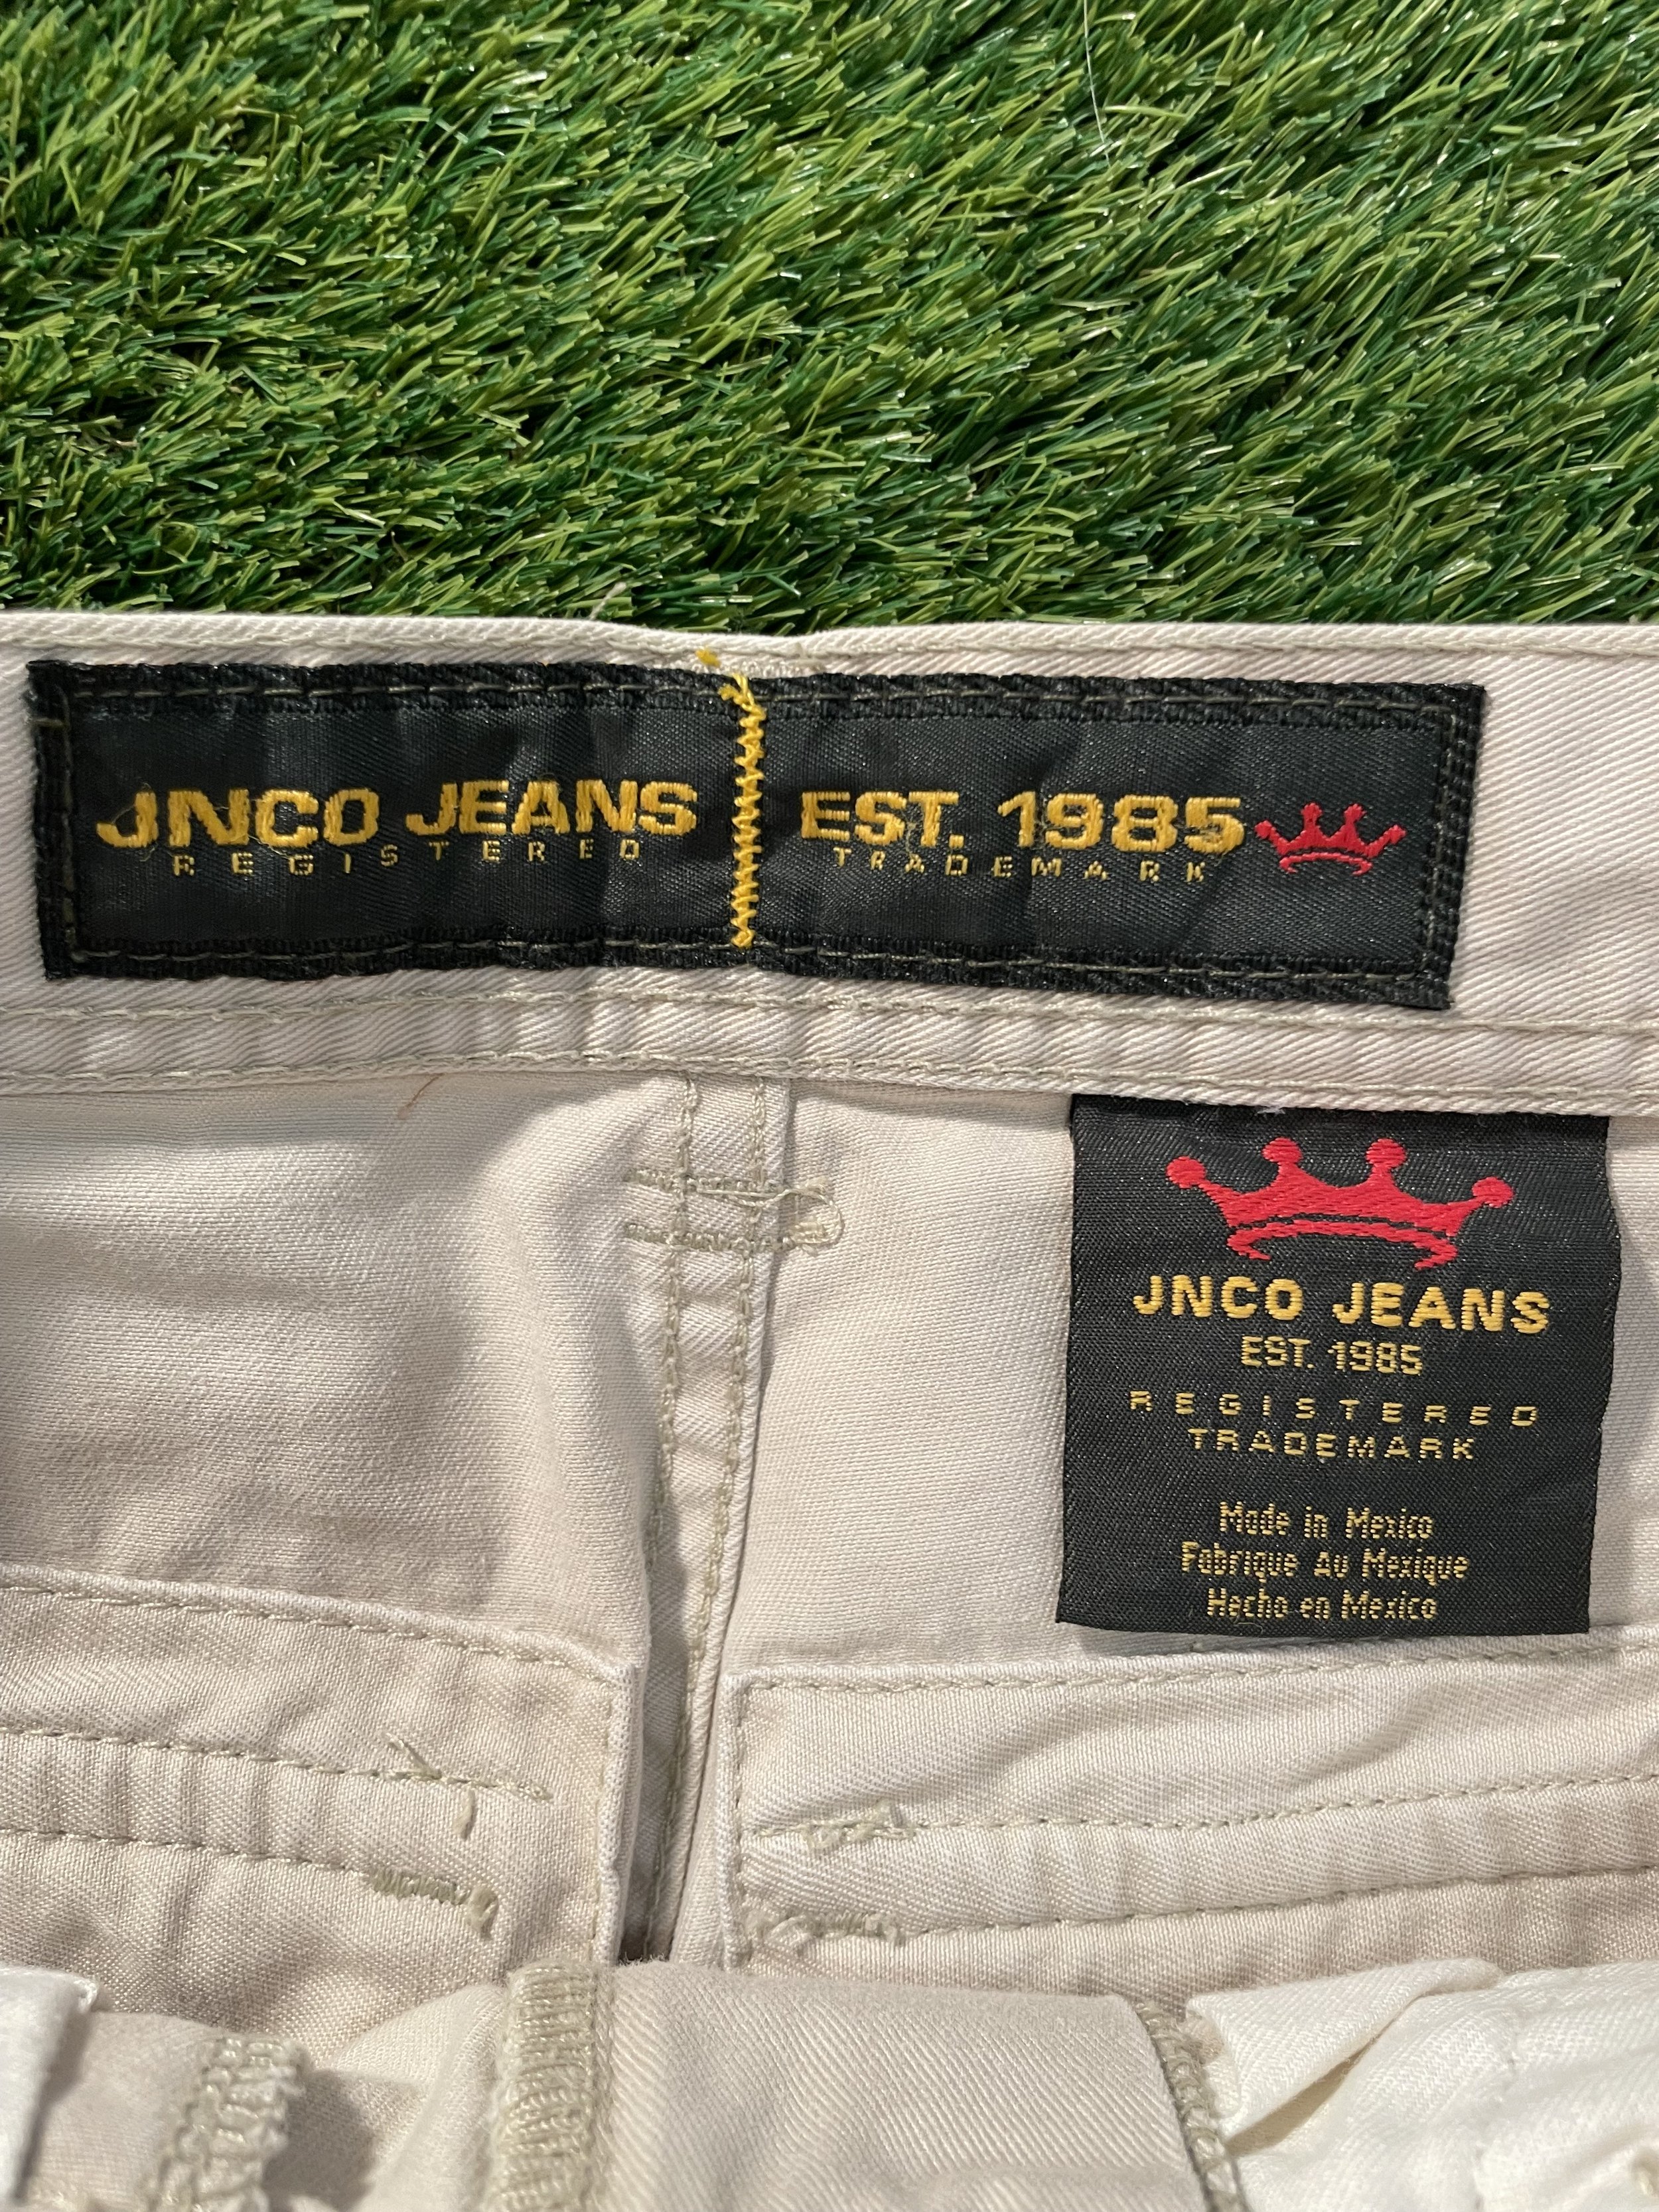 JNCO JEANS EST. 1985
REGISTERED TRADEMARK
JNCO JEANS
EST. 1985
REGISTERED
TRADEMARK
Made in Mexico
Fabrique Au Mexique
Hecho en Mexico